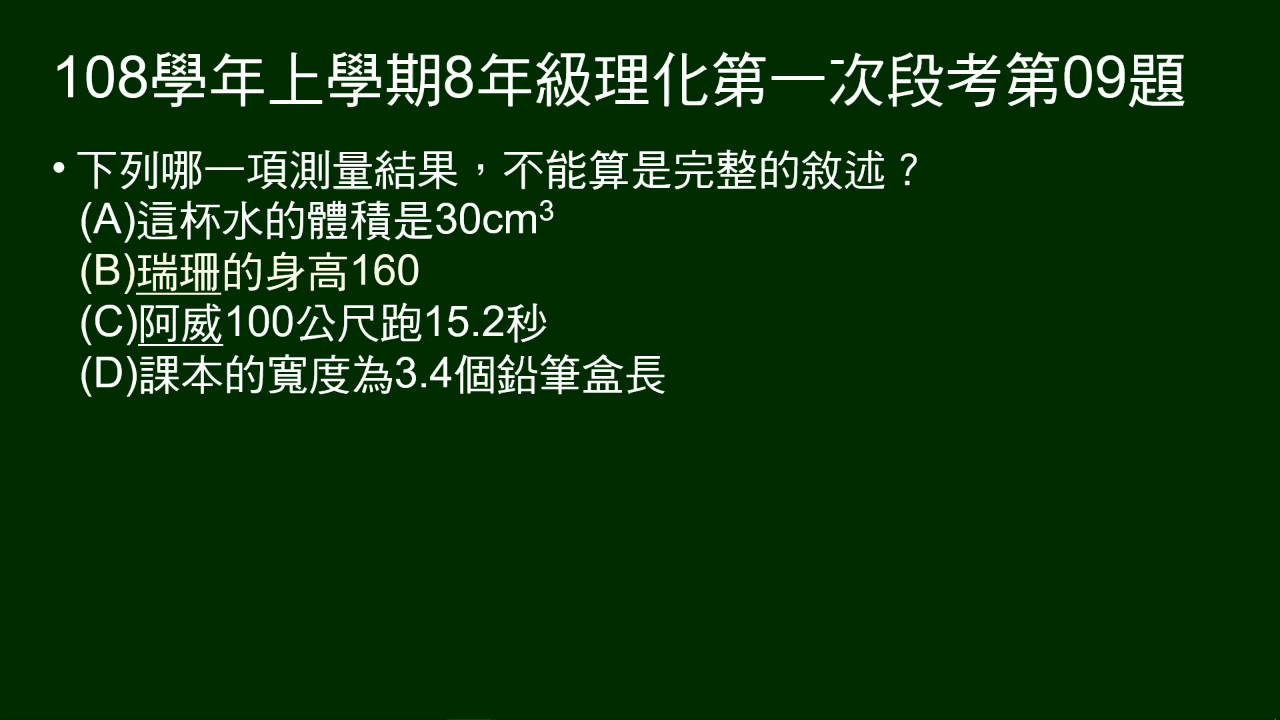 108學年上學期8年級理化第一次段考第09題
• 下列哪一項測量結果，不能算是完整的敘述？
(A)這杯水的體積是30cm³
(B)瑞珊的身高160
(C)阿威100公尺跑15.2秒
(D)課本的寬度為3.4個鉛筆盒長